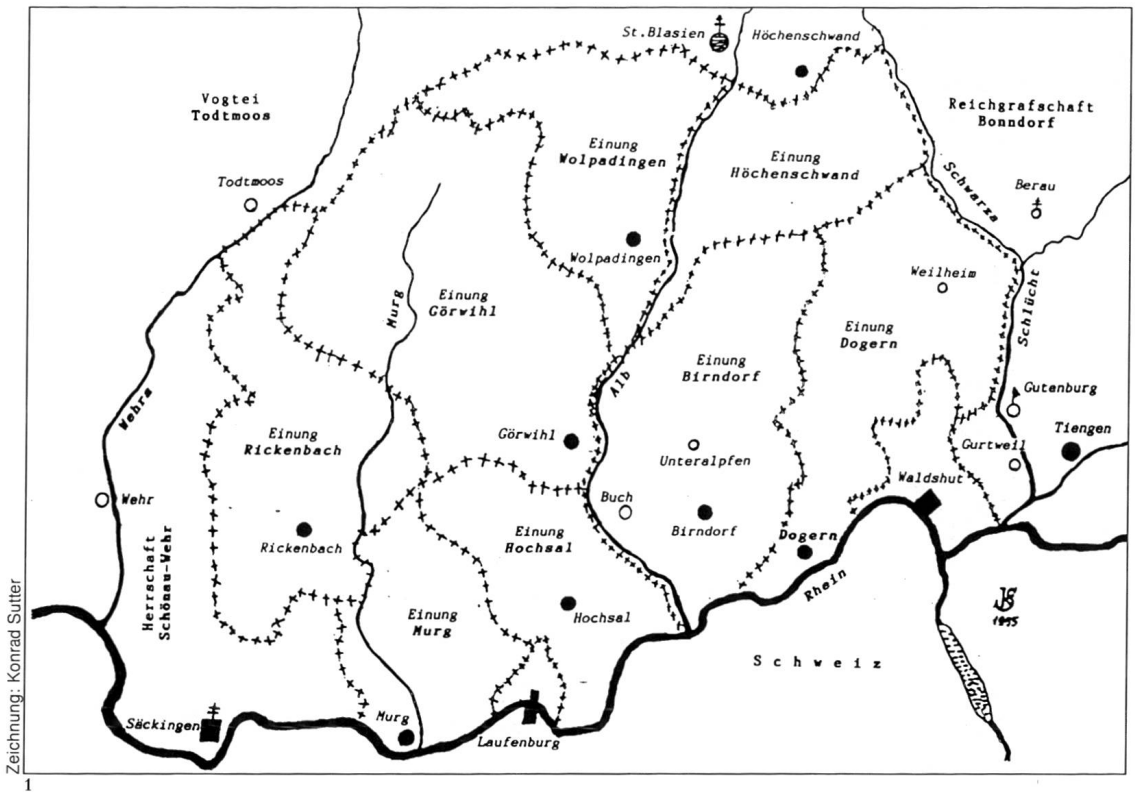 St.Blasien
Höchenschwand
Vogtei
Todtmoos
Reichgrafschaft
Bonndorf
Einung
Wolpadingen
Einung
Höchenschwand
Todtmoos
Schwarza
Berau
Wolpadingen
Weilheim
Murg
Einung
Görwihl
Schlücht
Einung
Dogern
Wehra
Einung
Birndorf
Alb
Gutenburg
Einung
Rickenbach
Görwihl
Unteralpfen
Gurtweil
Tiengen
Waldshut
Wehr
Buch
Rickenbach
Einung
Hochsal
Birndorf
Dogern
Herrschaft
Schönau-Wehr
Rhein
Einung
Murg
Hochsal
Schweiz
Säckingen
Murg
Laufenburg
Zeichnung: Konrad Sutter
1